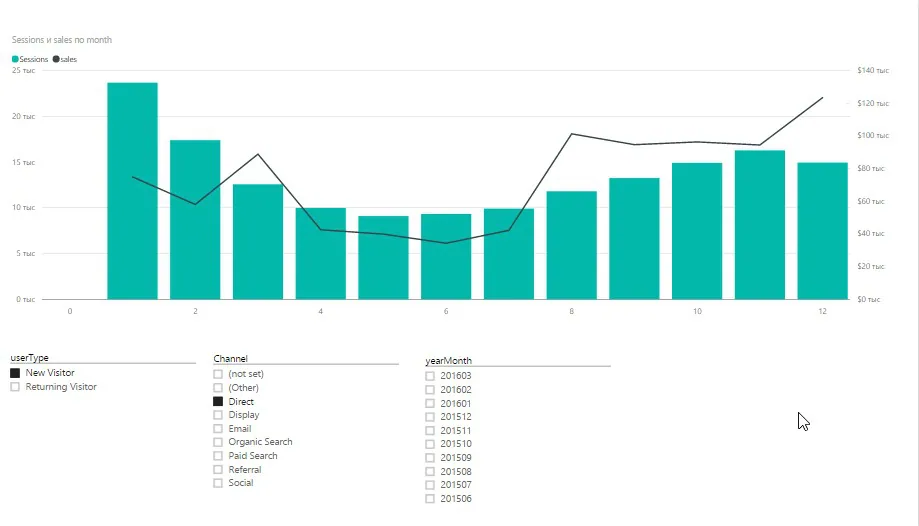 Sessions и sales по month
Sessions sales
25 тыс
20 тыс
15 тыс
10 тыс
5 тыс
0 тыс
$140 тыс
$120 тыс
$100 тыс
$80 тыс
$60 тыс
$40 тыс
$20 тыс
$0 тыс
0 2 4 6 8 10 12
userType
New Visitor
Returning Visitor
Channel
(not set)
(Other)
Direct
Display
Email
Organic Search
Paid Search
Referral
Social
yearMonth
201603
201602
201601
201512
201511
201510
201509
201508
201507
201506